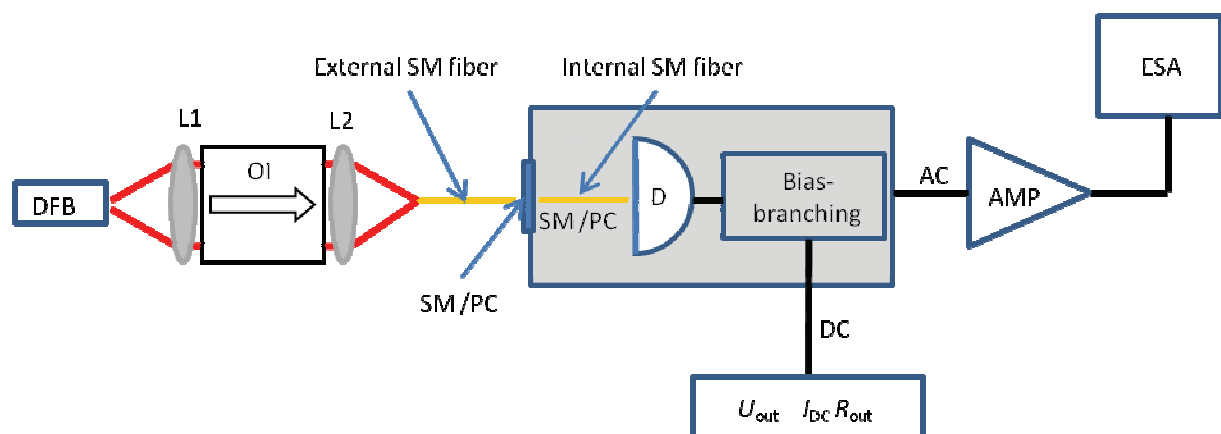 External SM fiber
Internal SM fiber
ESA
L1
L2
OI
DFB
SM /PC
D
Bias-
branching
AC
AMP
SM /PC
DC
Uout IDC Rout